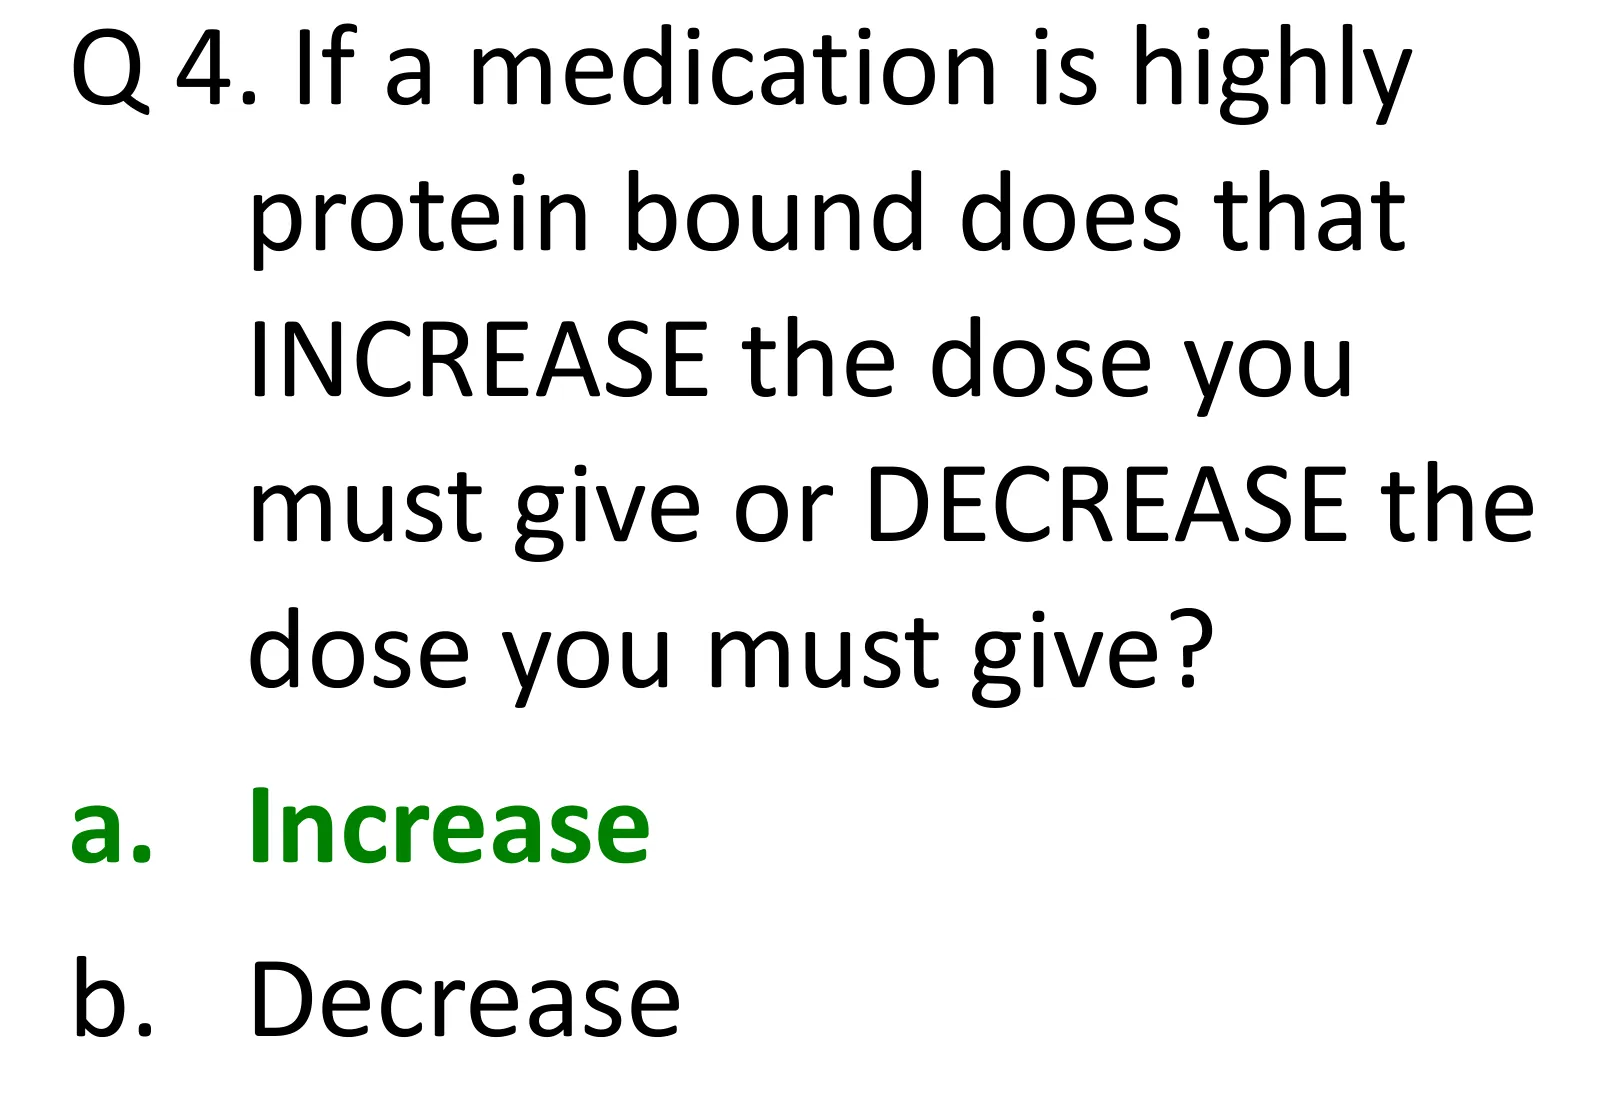 Q 4. If a medication is highly
protein bound does that
INCREASE the dose you
must give or DECREASE the
dose you must give?
a. Increase
b. Decrease